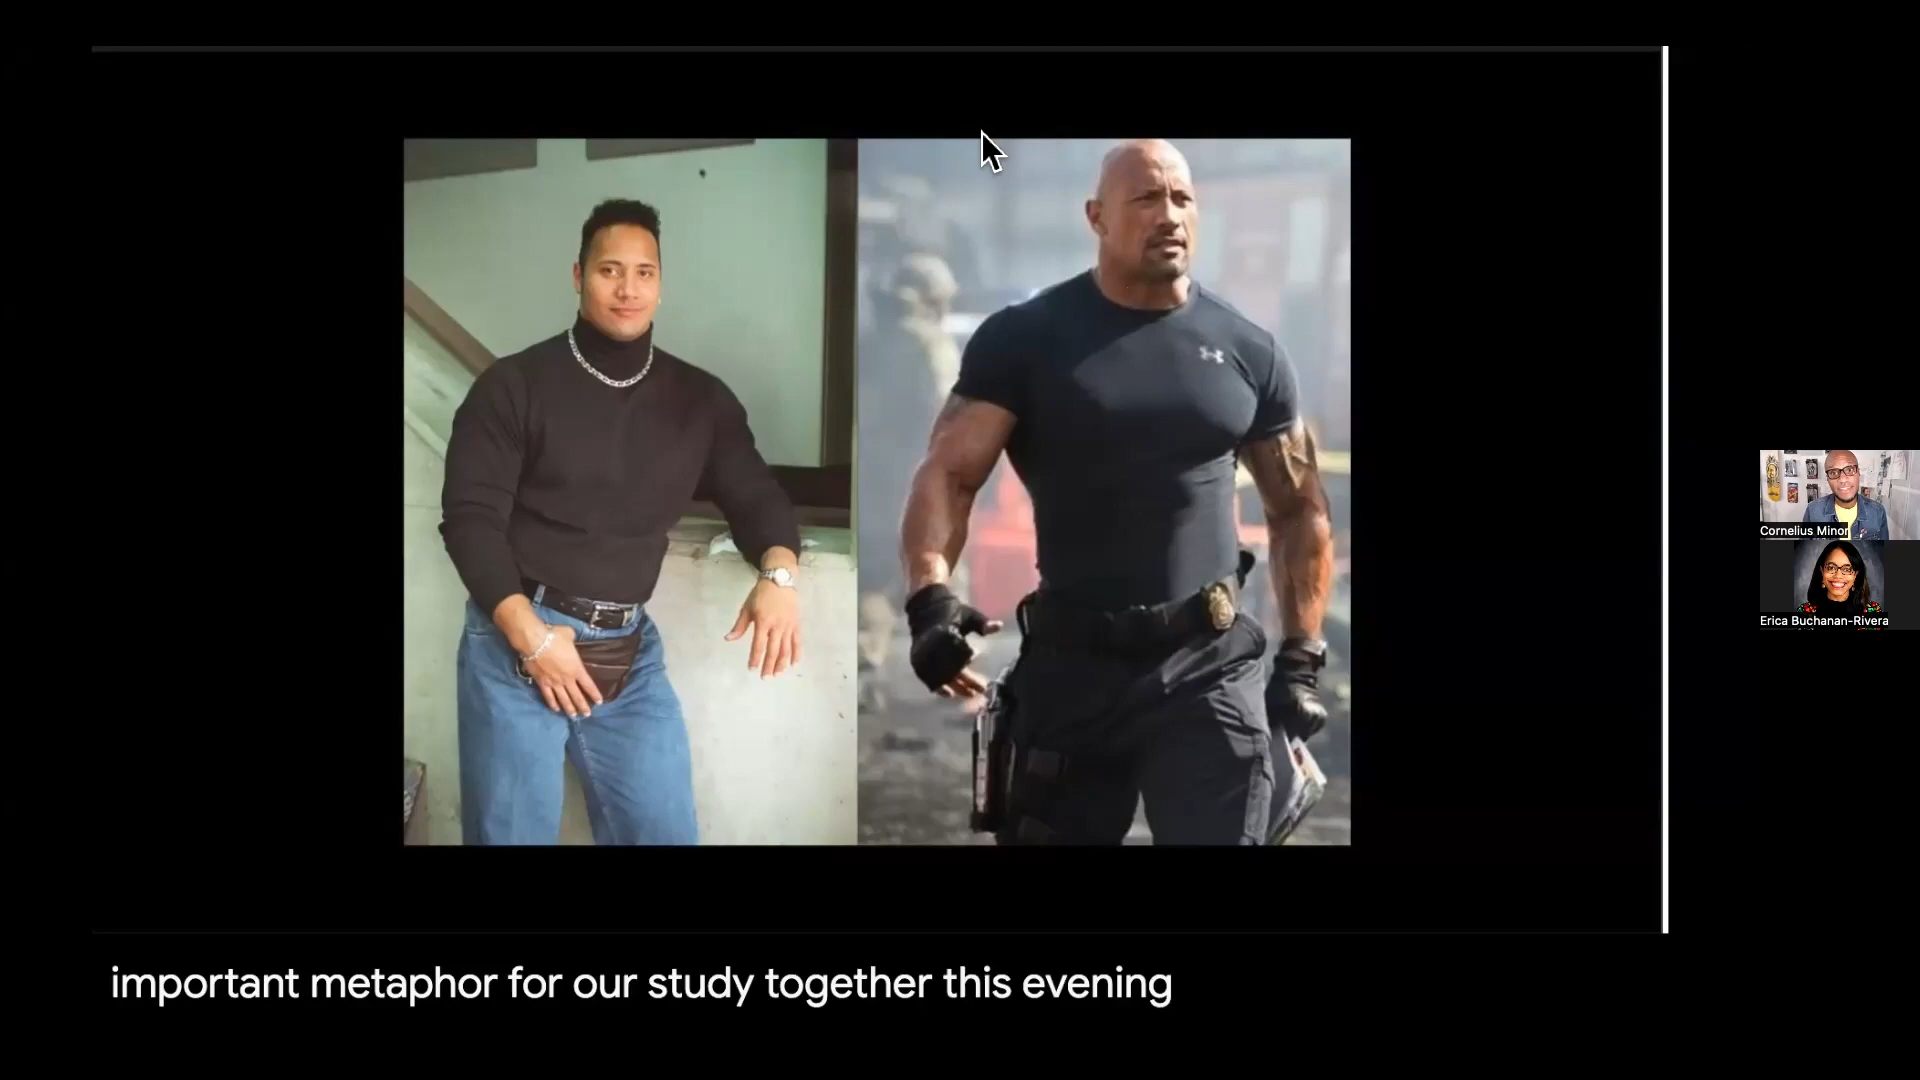 Cornelius Minor
Erica Buchanan-Rivera
important metaphor for our study together this evening